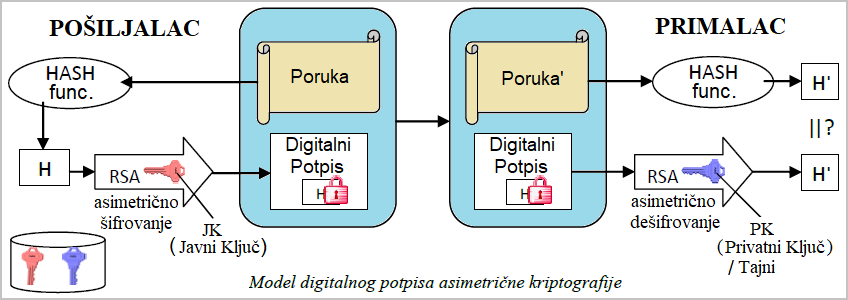 POŠILJALAC
PRIMALAC
HASH
func.
Poruka
Poruka'
HASH
func.
H'
||?
H
RSA
asimetrično
šifrovanje
JK
(Javni Ključ)
Digitalni
Potpis
H
Digitalni
Potpis
H
RSA
asimetrično
dešifrovanje
PK
(Privatni Ključ)
/ Tajni
H'
Model digitalnog potpisa asimetrične kriptografije